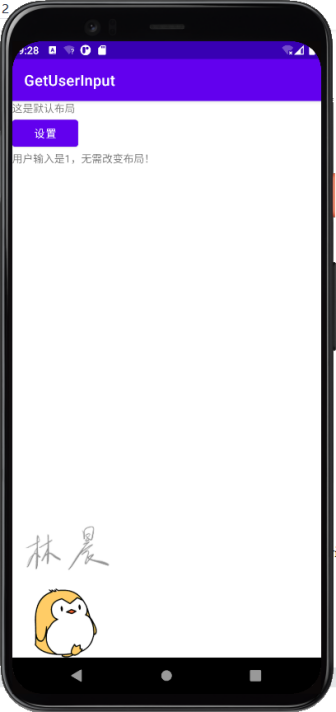 2
9:28
GetUserInput
这是默认布局
设置
用户输入是1，无需改变布局！
林晨